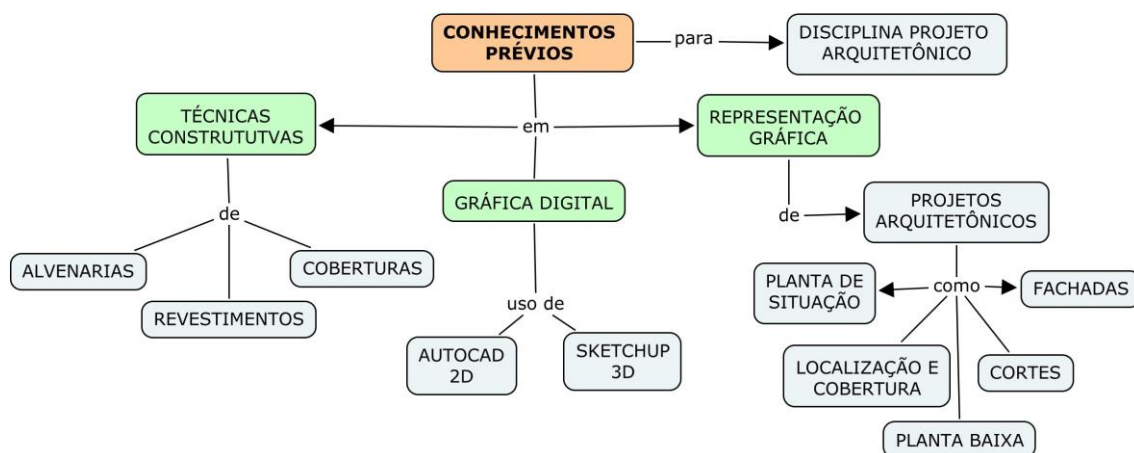 CONHECIMENTOS
PRÉVIOS
para
DISCIPLINA PROJETO
ARQUITETÔNICO
em
TÉCNICAS
CONSTRUTUTVAS
de
ALVENARIAS
REVESTIMENTOS
COBERTURAS
GRÁFICA DIGITAL
uso de
AUTOCAD
2D
SKETCHUP
3D
REPRESENTAÇÃO
GRÁFICA
de
PROJETOS
ARQUITETÔNICOS
como
PLANTA DE
SITUAÇÃO
LOCALIZAÇÃO E
COBERTURA
PLANTA BAIXA
CORTES
FACHADAS